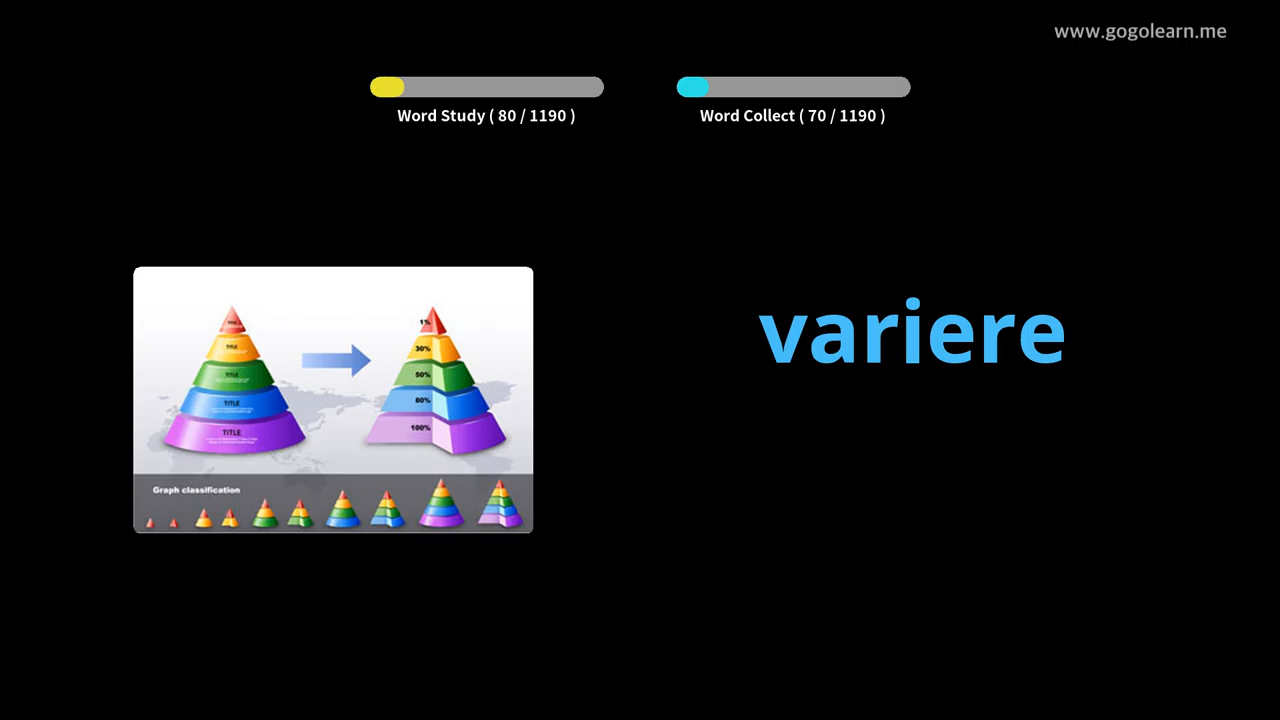 www.gogolearn.me
Word Study ( 80 / 1190 )
Word Collect ( 70 / 1190 )
variere
TITLE
TITLE
TITLE
TITLE
1%
30%
50%
80%
100%
Graph classification